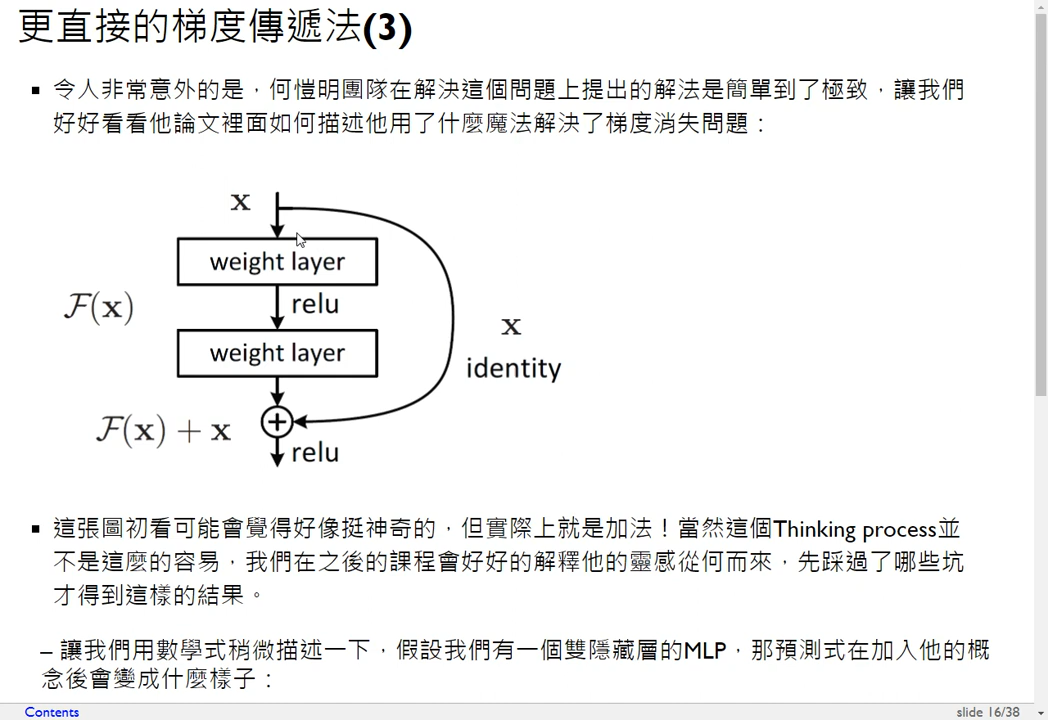 更直接的梯度傳遞法(3)
▪ 令人非常意外的是，何愷明團隊在解決這個問題上提出的解法是簡單到了極致，讓我們
好好看看他論文裡面如何描述他用了什麼魔法解決了梯度消失問題：
x
weight layer
F(x)
relu
x
weight layer
identity
F(x) + x
relu
▪ 這張圖初看可能會覺得好像挺神奇的，但實際上就是加法！當然這個Thinking process並
不是這麼的容易，我們在之後的課程會好好的解釋他的靈感從何而來，先踩過了哪些坑
才得到這樣的結果。
– 讓我們用數學式稍微描述一下，假設我們有一個雙隱藏層的MLP，那預測式在加入他的概
念後會變成什麼樣子：
Contents
slide 16/38